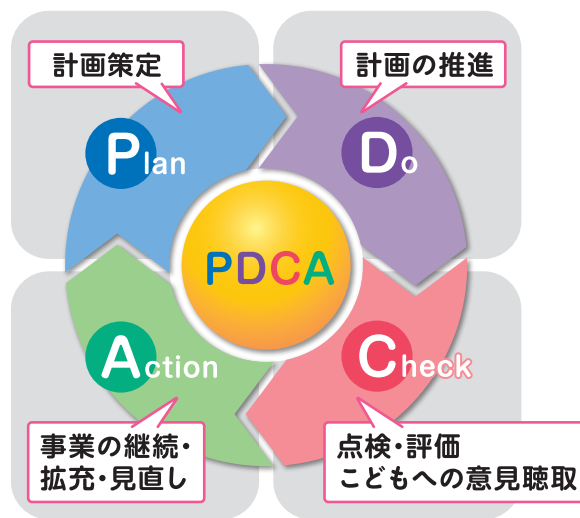 計画策定
計画の推進
Plan
Do
PDCA
Action
Check
事業の継続・
拡充・見直し
点検・評価
こどもへの意見聴取